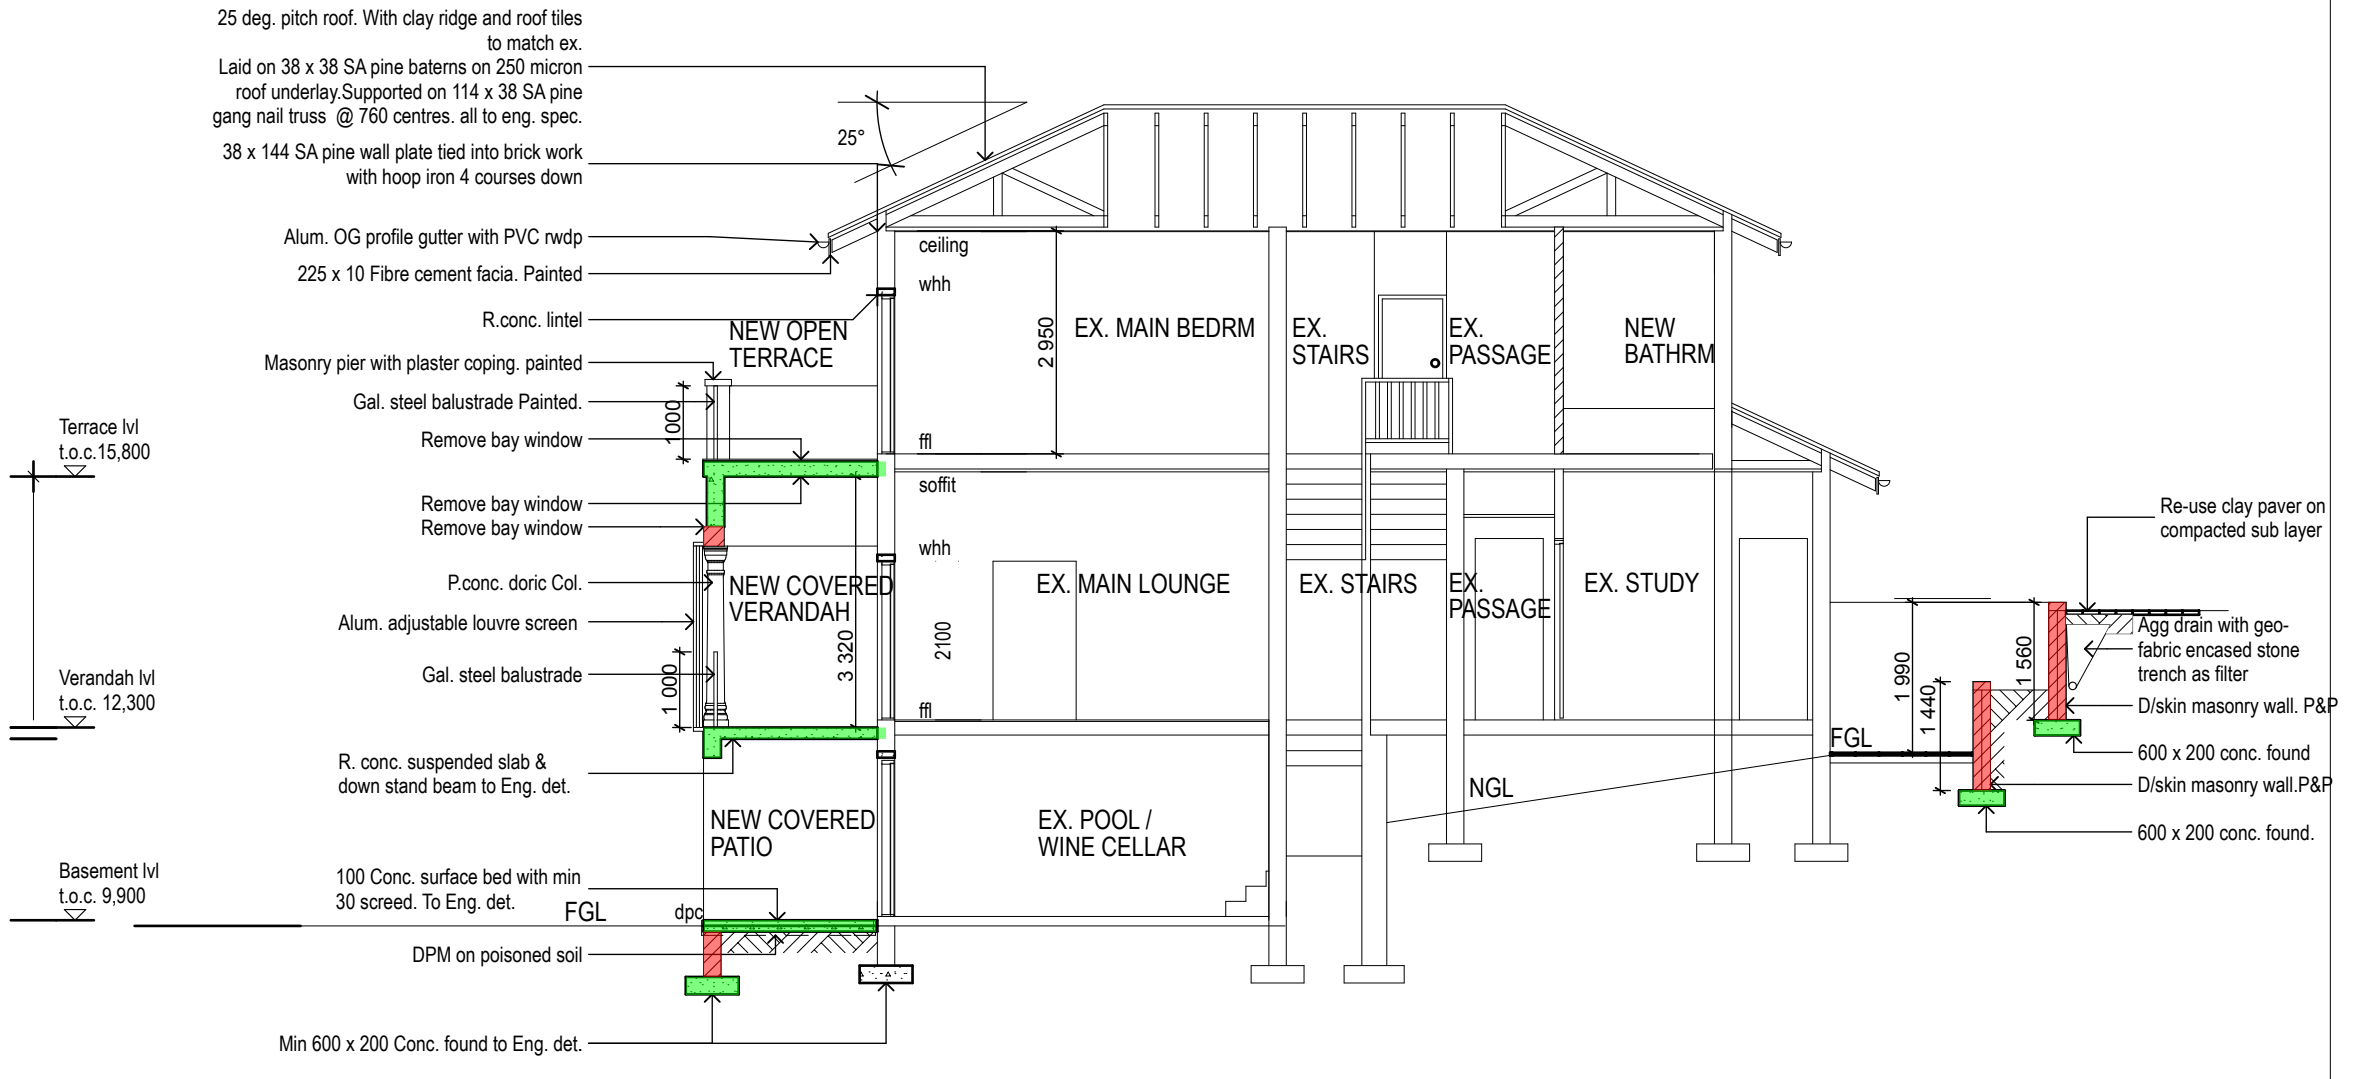 25 deg. pitch roof. With clay ridge and roof tiles
to match ex.
Laid on 38 x 38 SA pine baterns on 250 micron
roof underlay.Supported on 114 x 38 SA pine
gang nail truss @ 760 centres. all to eng. spec.
38 x 144 SA pine wall plate tied into brick work
with hoop iron 4 courses down
Alum. OG profile gutter with PVC rwdp
225 x 10 Fibre cement facia. Painted
R.conc. lintel
Masonry pier with plaster coping. painted
Gal. steel balustrade Painted.
Remove bay window
Remove bay window
Remove bay window
P.conc. doric Col.
Alum. adjustable louvre screen
Gal. steel balustrade
R. conc. suspended slab &
down stand beam to Eng. det.
100 Conc. surface bed with min
30 screed. To Eng. det.
FGL
dpc
DPM on poisoned soil
Min 600 x 200 Conc. found to Eng. det.
Terrace lvl
t.o.c.15,800
Verandah lvl
t.o.c. 12,300
Basement lvl
t.o.c. 9,900
25°
ceiling
whh
NEW OPEN
TERRACE
1000
2 950
EX. MAIN BEDRM
EX.
STAIRS
EX.
PASSAGE
NEW
BATHRM
ffl
soffit
whh
NEW COVERED
VERANDAH
1 000
3 320
2100
EX. MAIN LOUNGE
EX. STAIRS
EX.
PASSAGE
EX. STUDY
ffl
NEW COVERED
PATIO
EX. POOL /
WINE CELLAR
NGL
FGL
1 990
1 440
1 560
Re-use clay paver on
compacted sub layer
Agg drain with geo-
fabric encased stone
trench as filter
D/skin masonry wall. P&P
600 x 200 conc. found
D/skin masonry wall.P&P
600 x 200 conc. found.